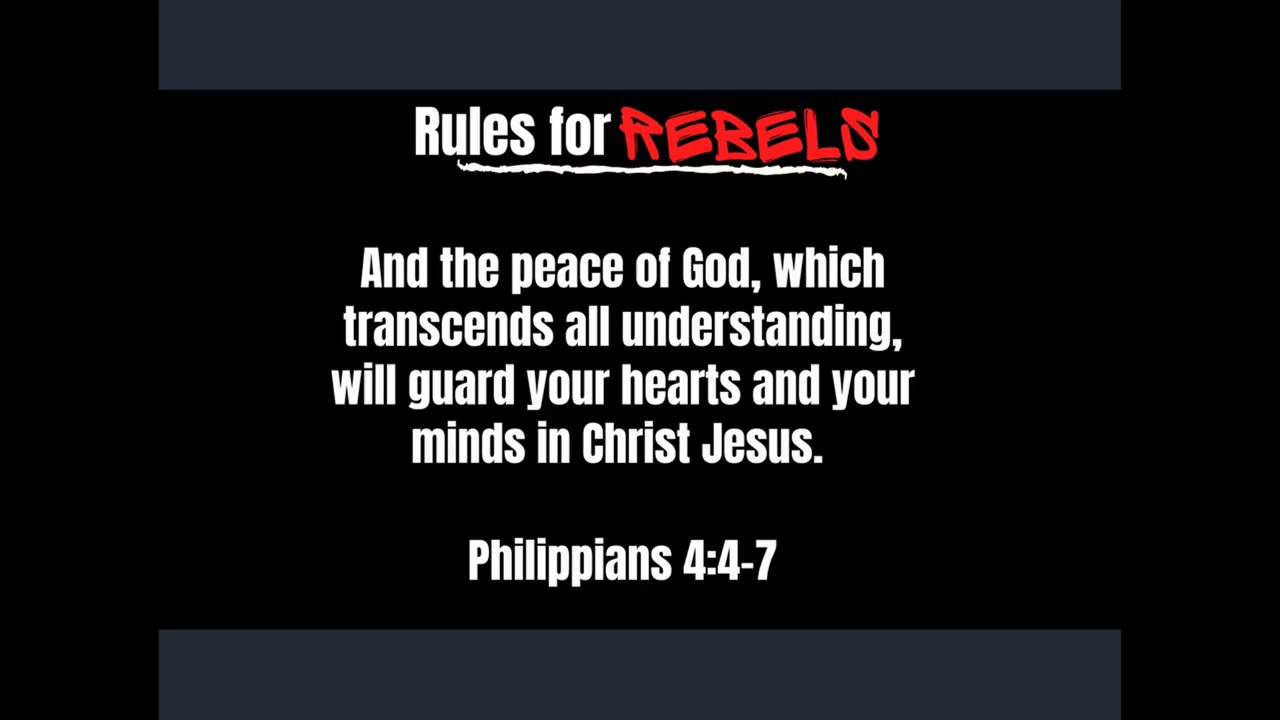 Rules for REBELS
And the peace of God, which
transcends all understanding,
will guard your hearts and your
minds in Christ Jesus.
Philippians 4:4-7